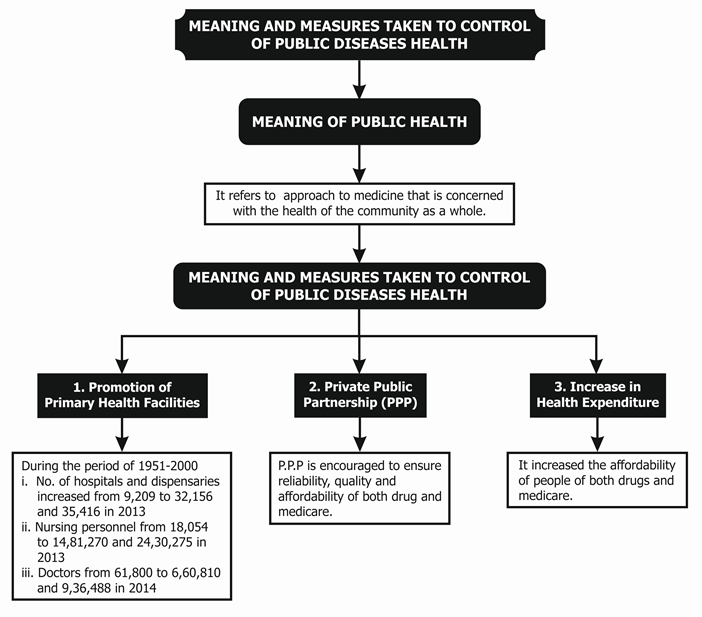 MEANING AND MEASURES TAKEN TO CONTROL
OF PUBLIC DISEASES HEALTH
MEANING OF PUBLIC HEALTH
It refers to approach to medicine that is concerned
with the health of the community as a whole.
MEANING AND MEASURES TAKEN TO CONTROL
OF PUBLIC DISEASES HEALTH
1. Promotion of
Primary Health Facilities
During the period of 1951-2000
i. No. of hospitals and dispensaries
increased from 9,209 to 32,156
and 35,416 in 2013
ii. Nursing personnel from 18,054
to 14,81,270 and 24,30,275 in
2013
iii. Doctors from 61,800 to 6,60,810
and 9,36,488 in 2014
2. Private Public
Partnership (PPP)
P.P.P is encouraged to ensure
reliability, quality and
affordability of both drug and
medicare.
3. Increase in
Health Expenditure
It increased the affordability
of people of both drugs and
medicare.